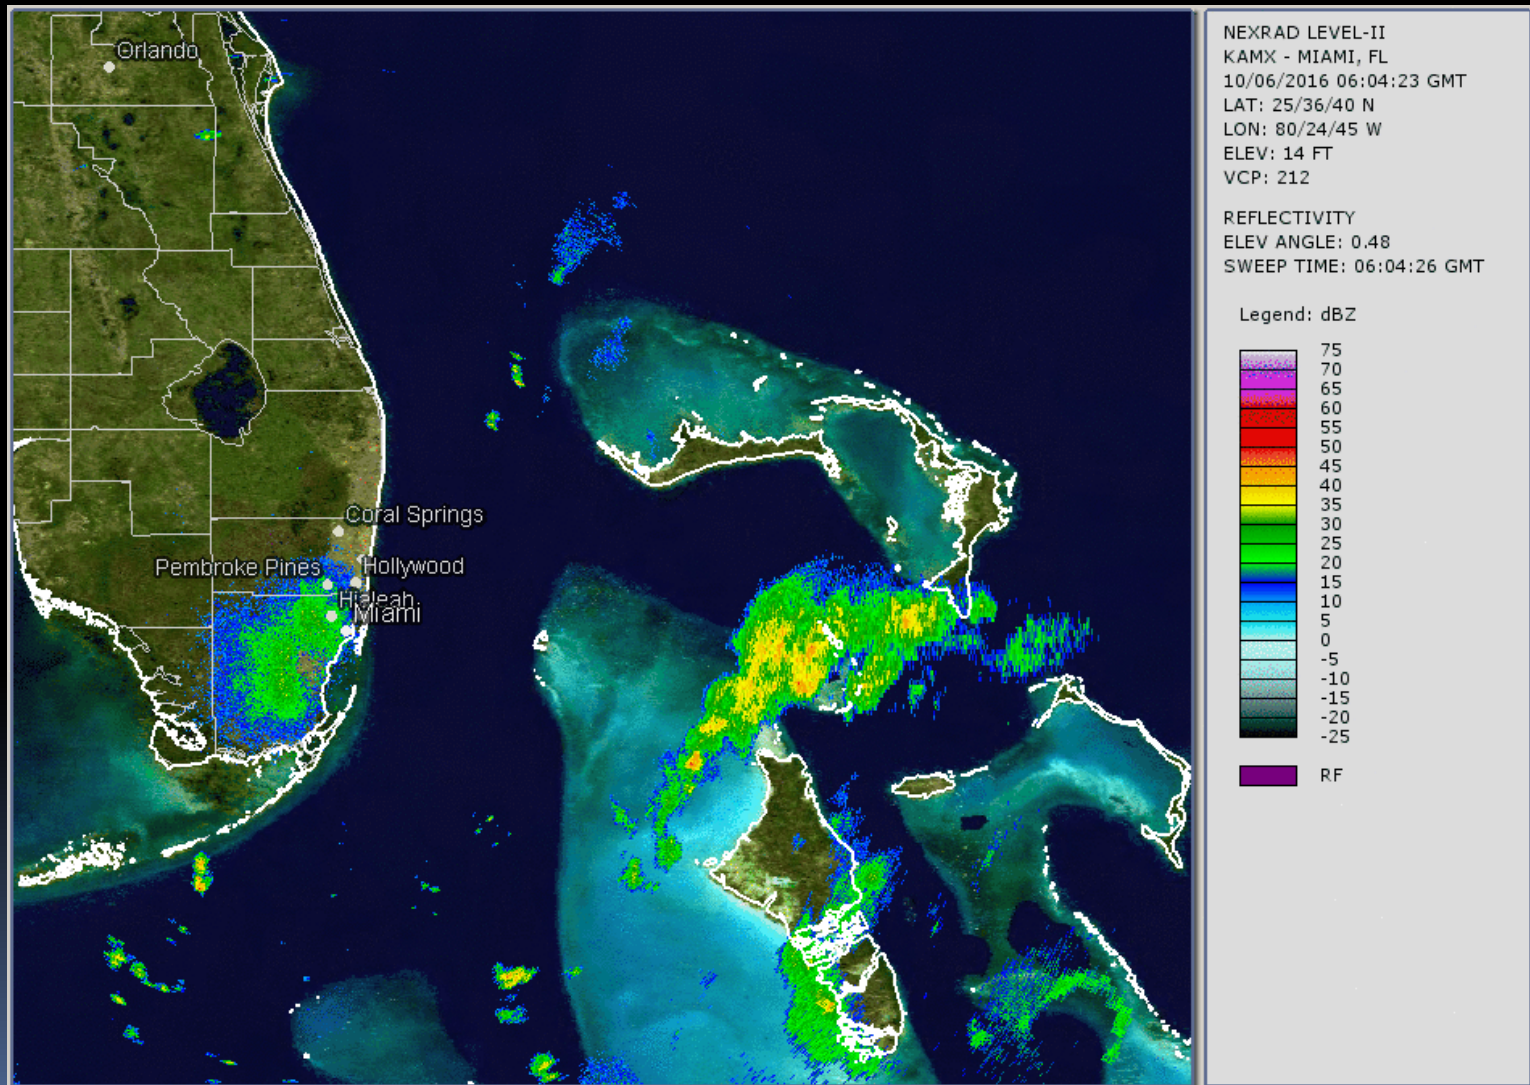 Orlando
Coral Springs
Pembroke Pines
Hollywood
Hialeah
Miami
NEXRAD LEVEL-II
KAMX - MIAMI, FL
10/06/2016 06:04:23 GMT
LAT: 25/36/40 N
LON: 80/24/45 W
ELEV: 14 FT
VCP: 212
REFLECTIVITY
ELEV ANGLE: 0.48
SWEEP TIME: 06:04:26 GMT
Legend: dBZ
75
70
65
60
55
50
45
40
35
30
25
20
15
10
5
0
-5
-10
-15
-20
-25
RF